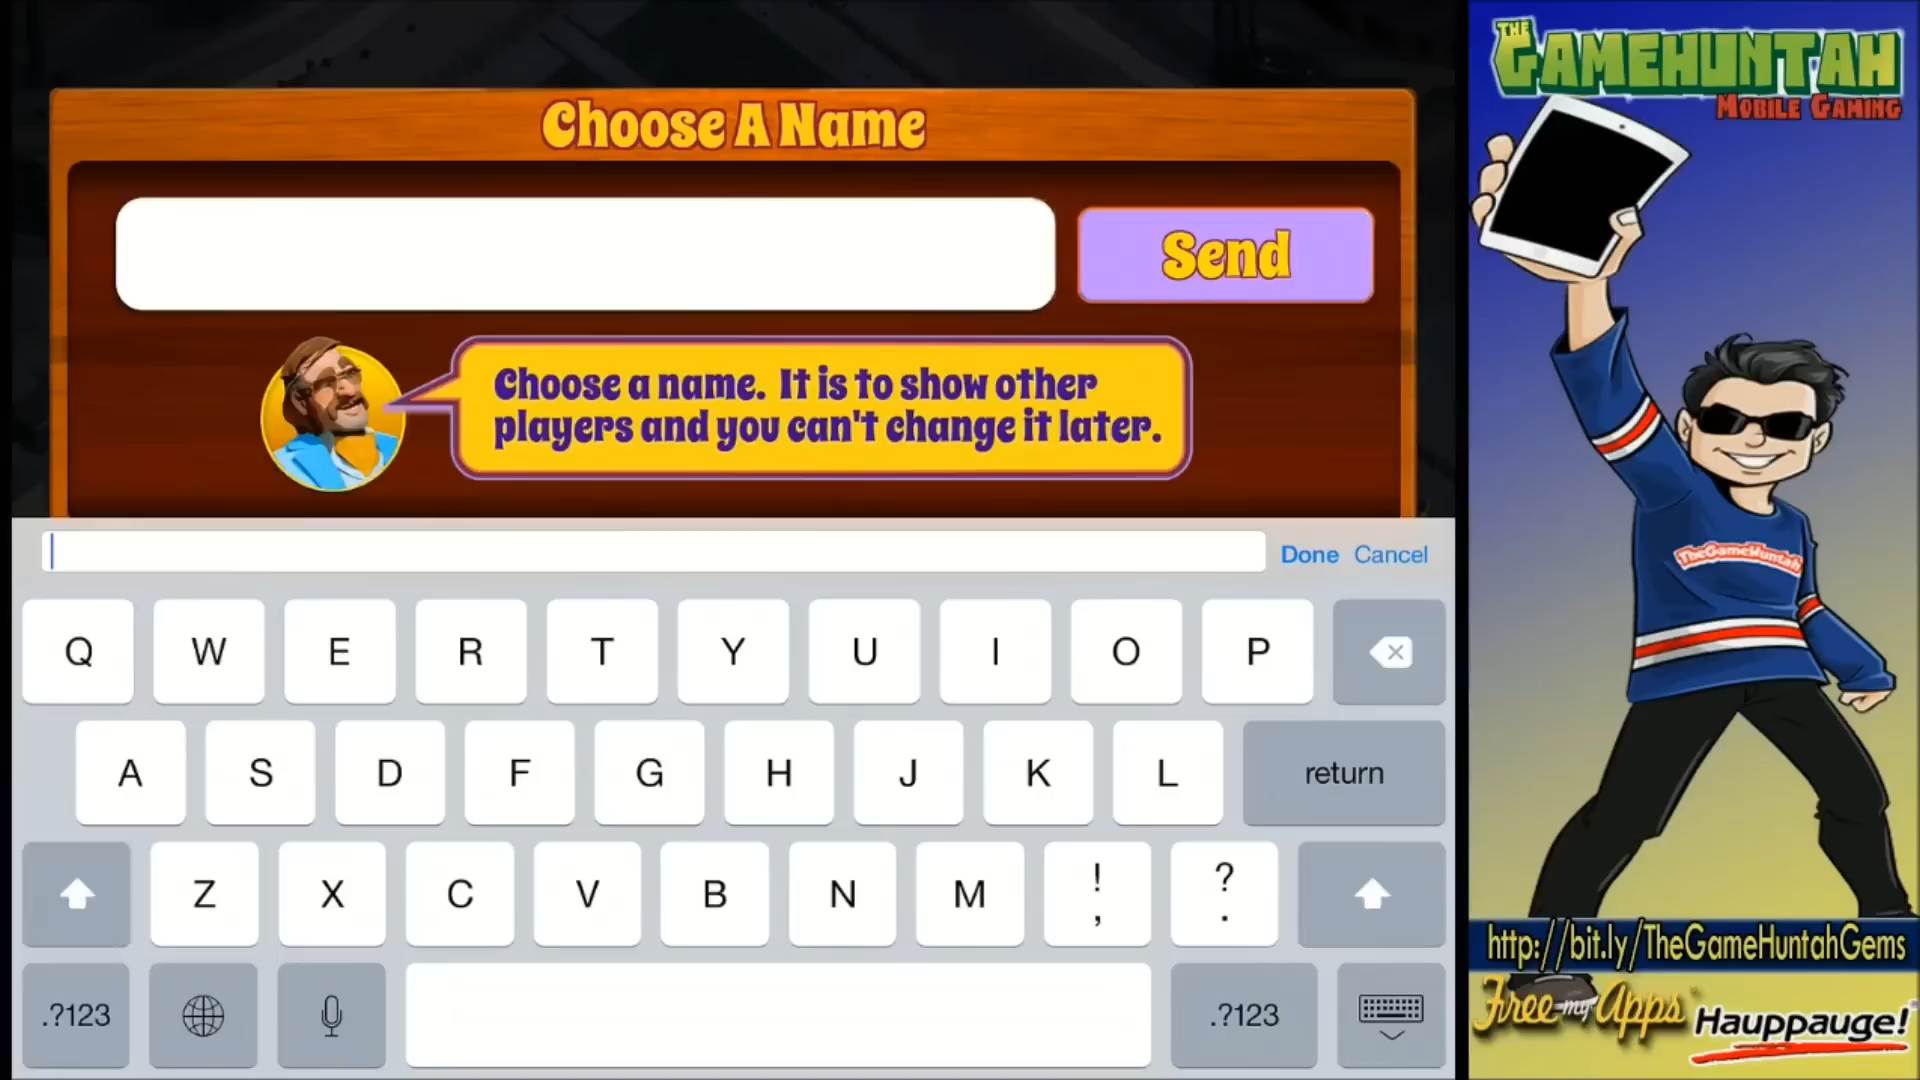 Choose A Name
Send
Choose a name. It is to show other
players and you can't change it later.
Done Cancel
Q W E R T Y U I O P
A S D F G H J K L return
Z X C V B N M ! , ? .
.?123 .?123
THE
GAMEHUNTAH
MOBILE GAMING
TheGameHuntah
http://bit.ly/TheGameHuntahGems
Free my Apps
Hauppauge!